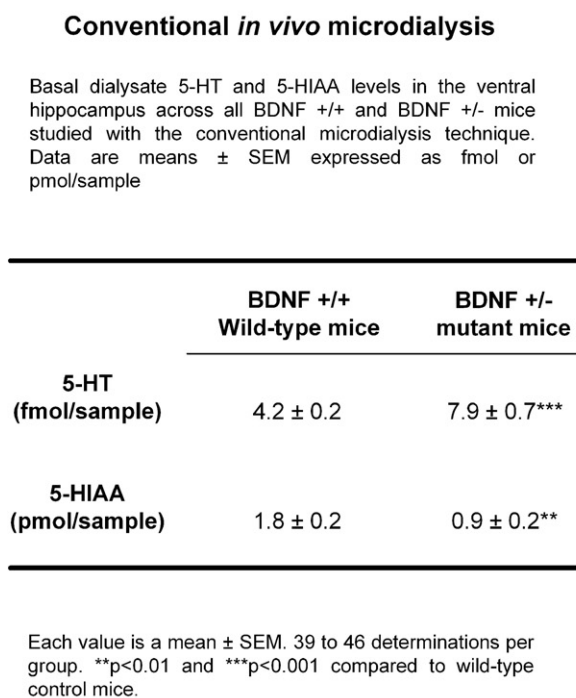 Conventional in vivo microdialysis
Basal dialysate 5-HT and 5-HIAA levels in the ventral
hippocampus across all BDNF +/+ and BDNF +/- mice
studied with the conventional microdialysis technique.
Data are means ± SEM expressed as fmol or
pmol/sample
BDNF +/+ BDNF +/-
Wild-type mice mutant mice
5-HT
(fmol/sample) 4.2 ± 0.2 7.9 ± 0.7***
5-HIAA
(pmol/sample) 1.8 ± 0.2 0.9 ± 0.2**
Each value is a mean ± SEM. 39 to 46 determinations per
group. **p<0.01 and ***p<0.001 compared to wild-type
control mice.